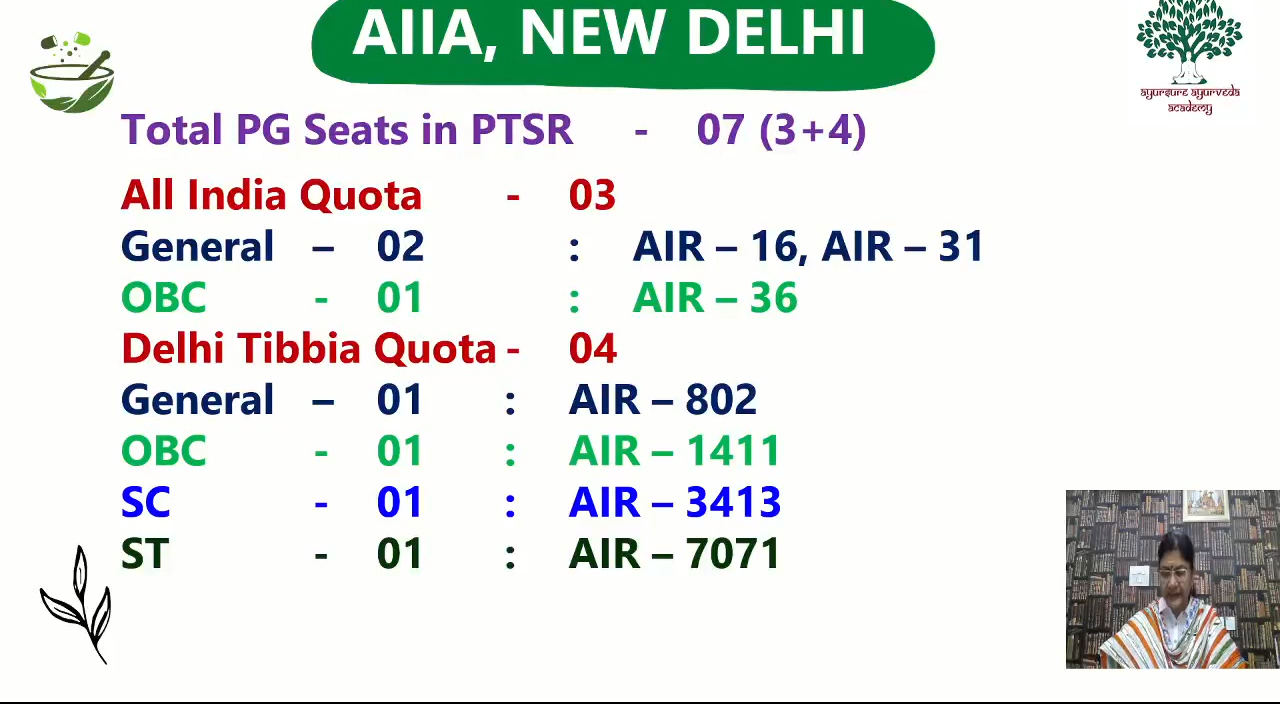 AIIA, NEW DELHI
ayursure ayurveda
academy
Total PG Seats in PTSR - 07 (3+4)
All India Quota - 03
General – 02 : AIR – 16, AIR – 31
OBC - 01 : AIR – 36
Delhi Tibbia Quota - 04
General – 01 : AIR – 802
OBC - 01 : AIR – 1411
SC - 01 : AIR – 3413
ST - 01 : AIR – 7071